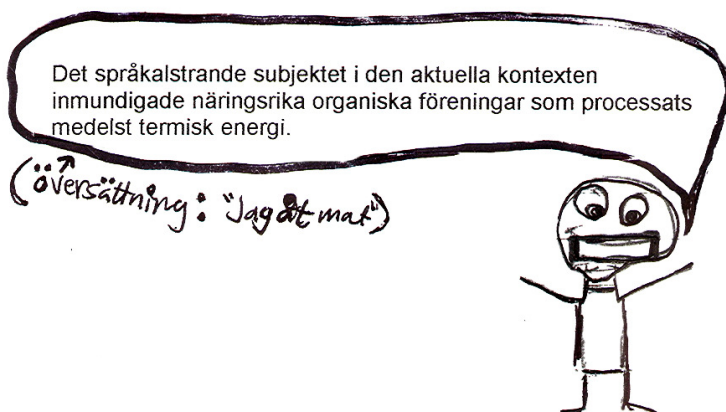 Det språkalstrande subjektet i den aktuella kontexten
inmundigade näringsrika organiska föreningar som processats
medelst termisk energi.
(översättning: "Jag åt mat")